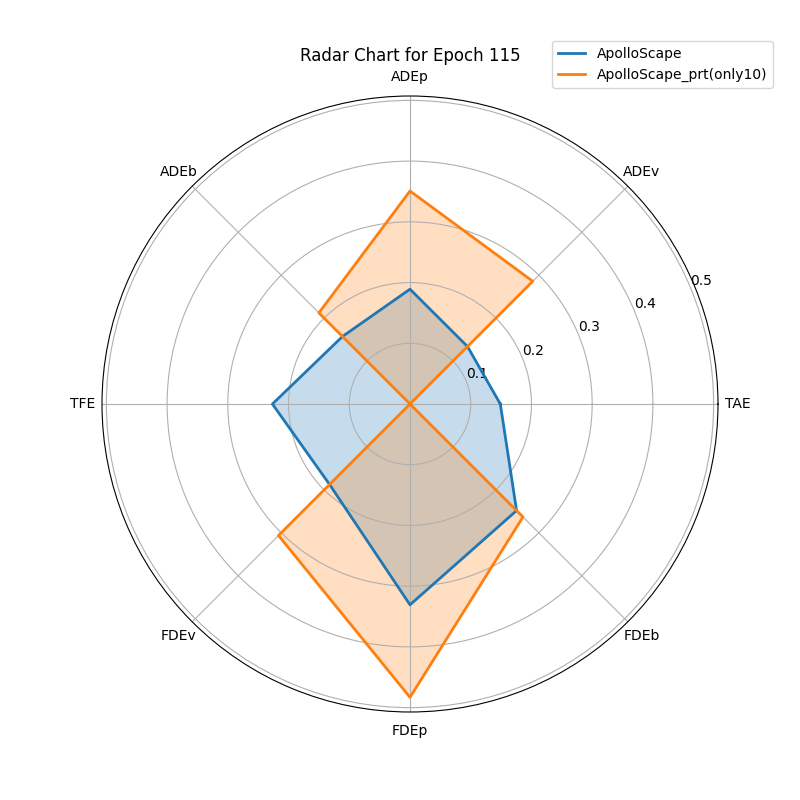 Radar Chart for Epoch 115
ApolloScape
ApolloScape_prt(only10)
ADEp
ADEb
ADEv
0.5
0.4
0.3
0.2
0.1
TFE
TAE
FDEv
FDEb
FDEp